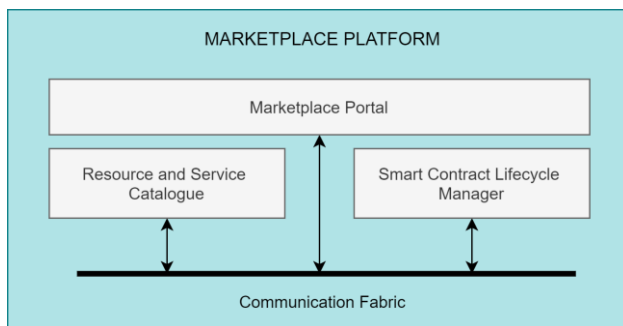 MARKETPLACE PLATFORM
Marketplace Portal
Resource and Service
Catalogue
Smart Contract Lifecycle
Manager
Communication Fabric